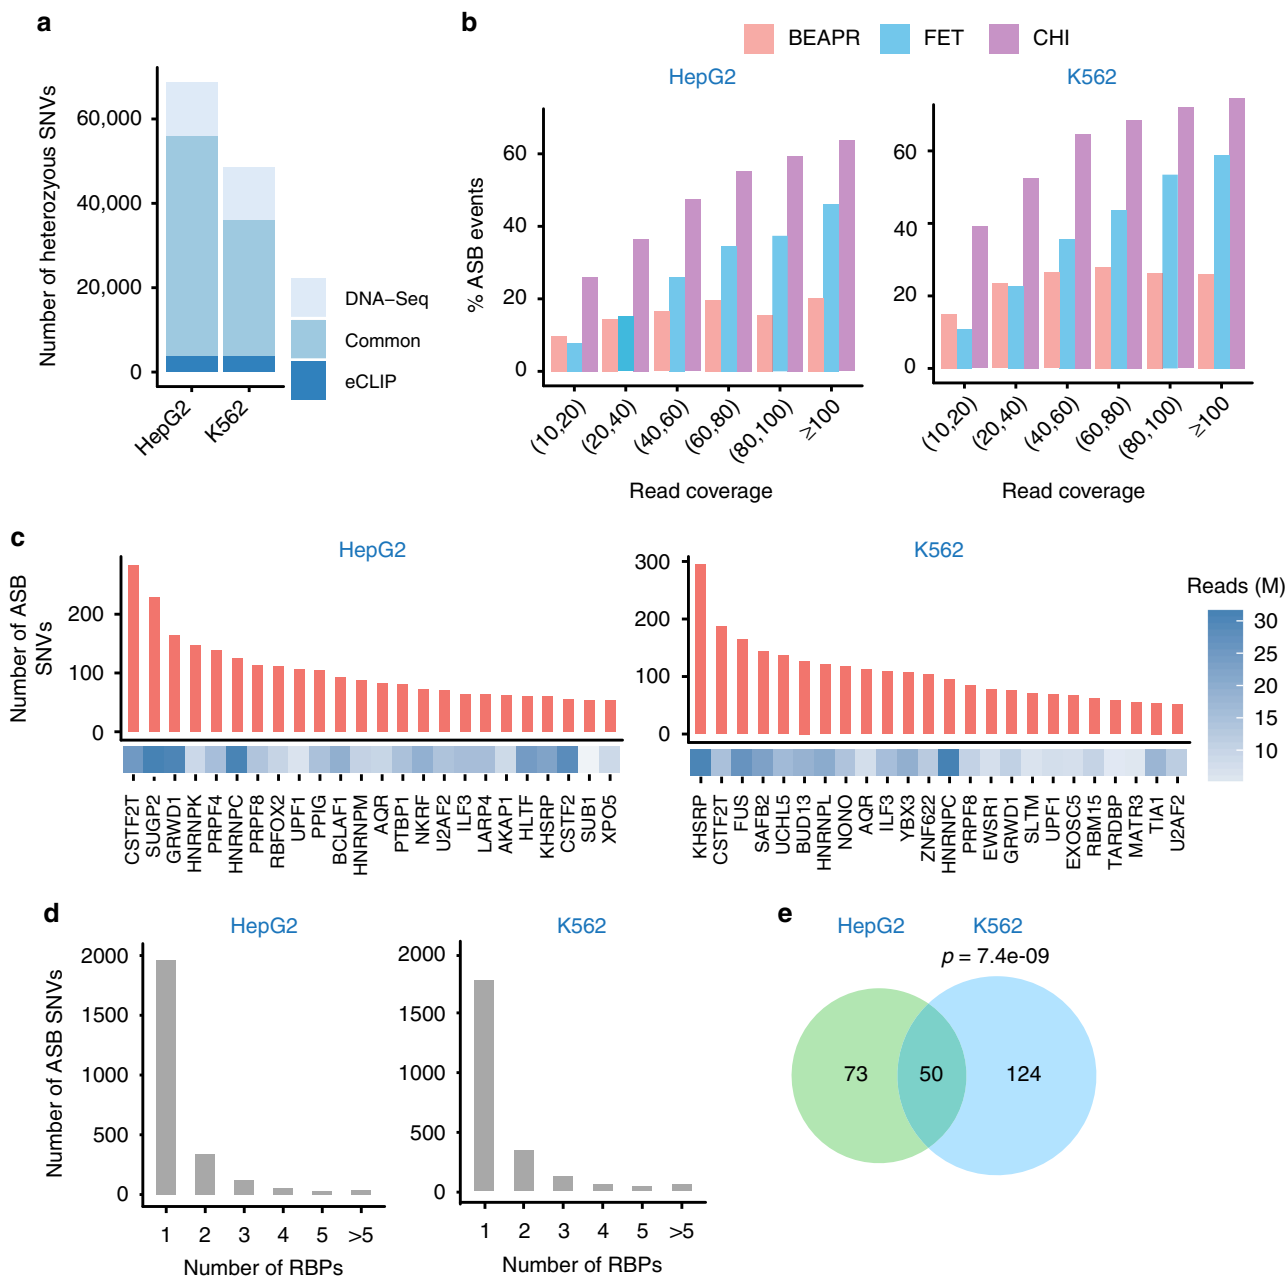 a
Number of heterozyous SNVs
60,000
40,000
20,000
0
HepG2
K562
DNA–Seq
Common
eCLIP
b
BEAPR
FET
CHI
HepG2
% ASB events
60
40
20
0
(10,20)
(20,40)
(40,60)
(60,80)
(80,100)
≥100
Read coverage
K562
60
40
20
0
(10,20)
(20,40)
(40,60)
(60,80)
(80,100)
≥100
Read coverage
c
HepG2
Number of ASB
SNVs
200
100
0
CSTF2T
SUGP2
GRWD1
HNRNPK
PRPF4
HNRNPC
PRPF8
RBFOX2
UPF1
PPIG
BCLAF1
HNRNPM
AQR
PTBP1
NKRF
U2AF2
ILF3
LARP4
AKAP1
HLTF
KHSRP
CSTF2
SUB1
XPO5
K562
300
200
100
0
KHSRP
CSTF2T
FUS
SAFB2
UCHL5
BUD13
HNRNPL
NONO
AQR
ILF3
YBX3
ZNF622
HNRNPC
PRPF8
EWSR1
GRWD1
SLTM
UPF1
EXOSC5
RBM15
TARDBP
MATR3
TIA1
U2AF2
Reads (M)
30
25
20
15
10
d
HepG2
Number of ASB SNVs
2000
1500
1000
500
0
1 2 3 4 5 >5
Number of RBPs
K562
2000
1500
1000
500
0
1 2 3 4 5 >5
Number of RBPs
e
HepG2
K562
p = 7.4e-09
73
50
124